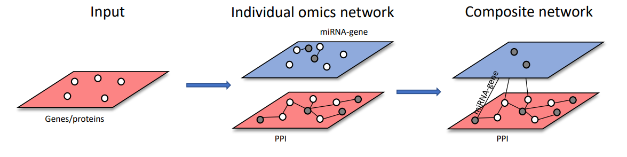 Input
Individual omics network
Composite network
miRNA-gene
Genes/proteins
PPI
miRNA-gene
PPI